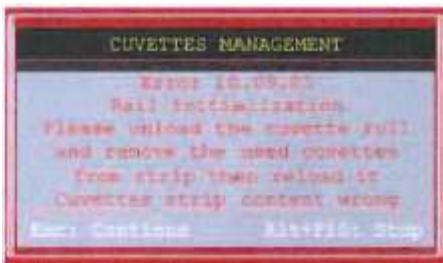 CUVETTES MANAGEMENT
Error 10.09.03
Rail initialization
Please unload the cuvette roll
and remove the used cuvettes
from strip then reload it
Cuvettes strip content wrong
Esc: Continue Alt+F10: Stop